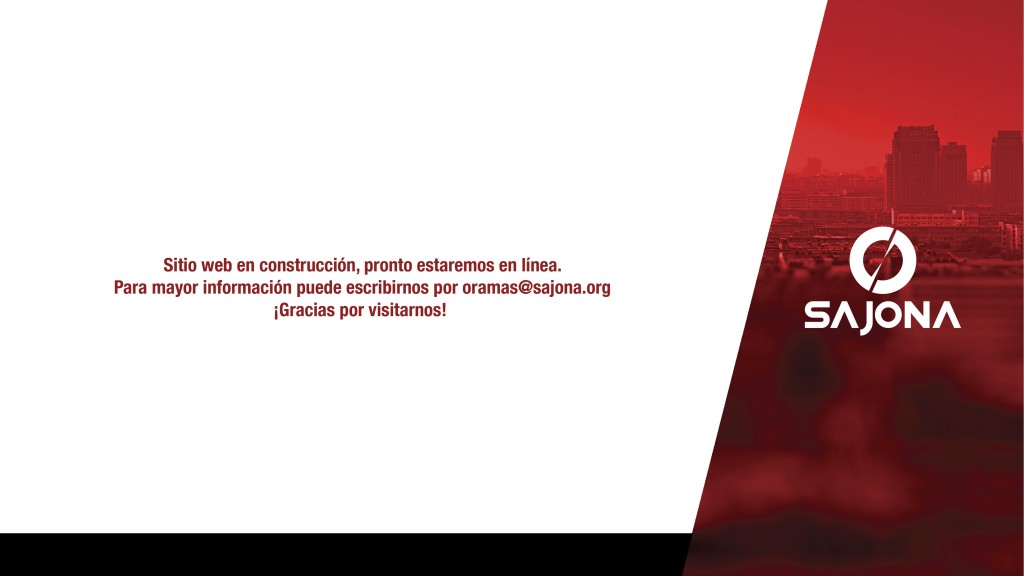 Sitio web en construcción, pronto estaremos en línea.
Para mayor información puede escribirnos por oramas@sajona.org
¡Gracias por visitarnos!
SAJONA